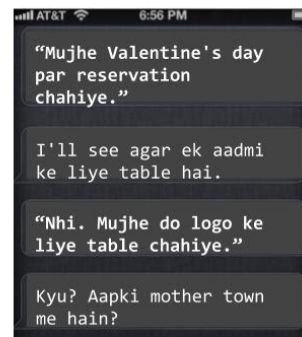 AT&T 6:56 PM
“Mujhe Valentine's day
par reservation
chahiye.”
I'll see agar ek aadmi
ke liye table hai.
“Nhi. Mujhe do logo ke
liye table chahiye.”
Kyu? Aapki mother town
me hain?